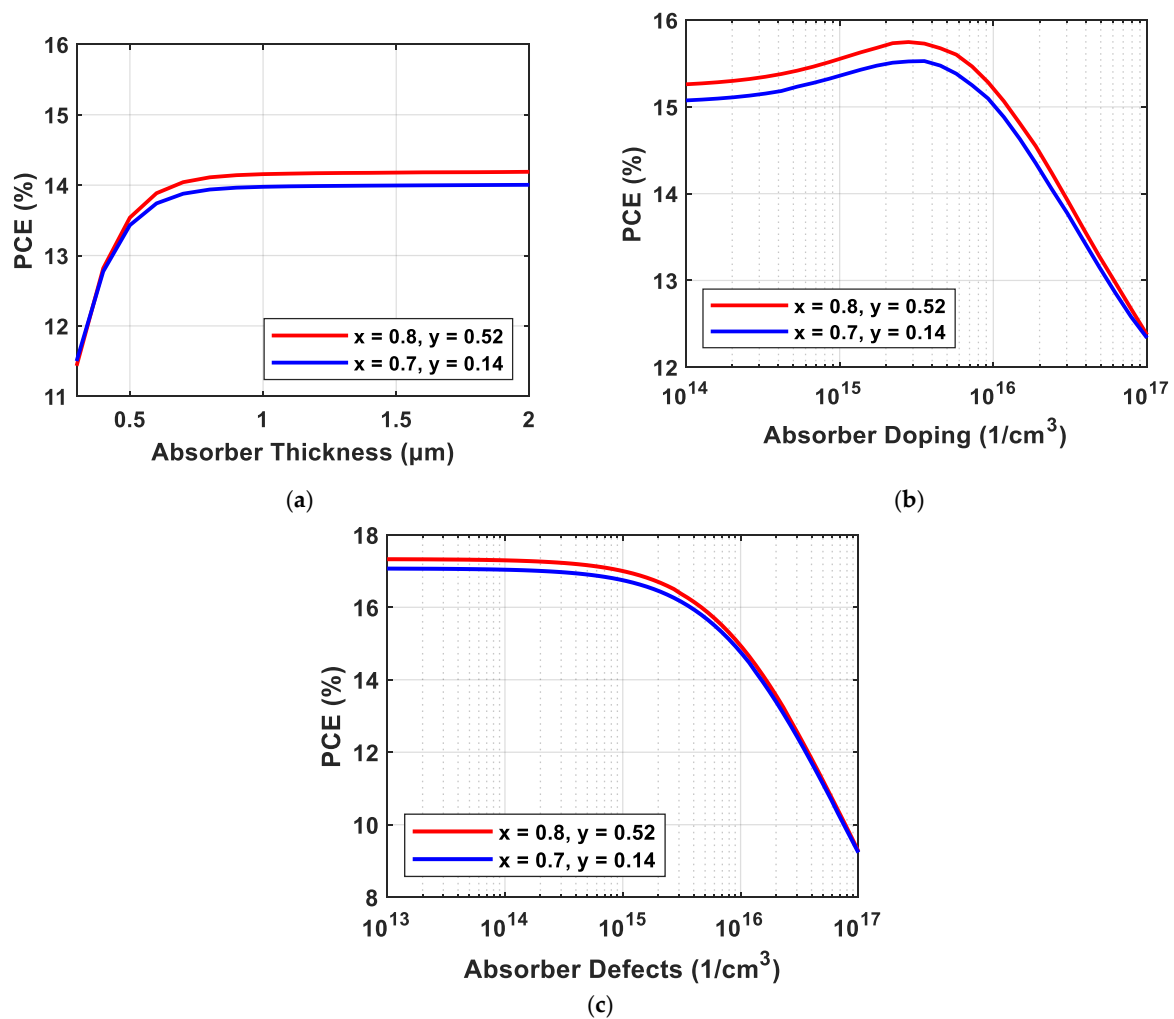 16
15
14
13
12
11
PCE (%)
x = 0.8, y = 0.52
x = 0.7, y = 0.14
0.5 1 1.5 2
Absorber Thickness (μm)
(a)
16
15
14
13
12
PCE (%)
x = 0.8, y = 0.52
x = 0.7, y = 0.14
10^14 10^15 10^16 10^17
Absorber Doping (1/cm^3)
(b)
18
16
14
12
10
8
PCE (%)
x = 0.8, y = 0.52
x = 0.7, y = 0.14
10^13 10^14 10^15 10^16 10^17
Absorber Defects (1/cm^3)
(c)